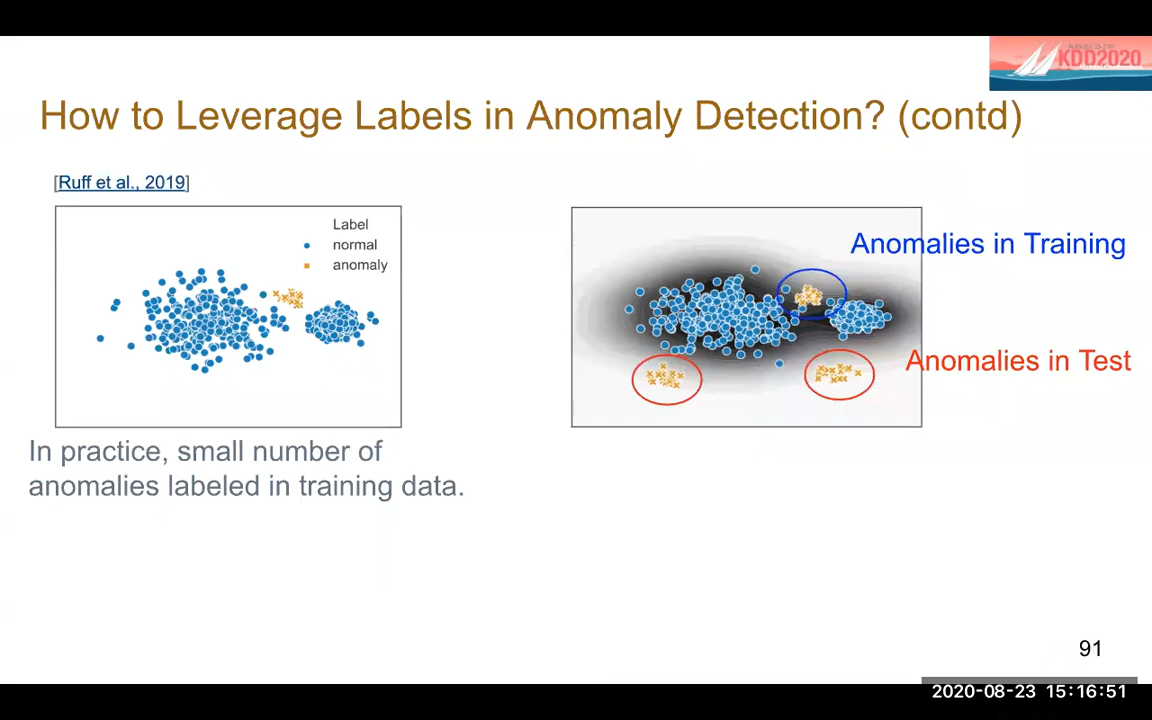 KDD2020
How to Leverage Labels in Anomaly Detection? (contd)
[Ruff et al., 2019]
Label
normal
anomaly
Anomalies in Training
Anomalies in Test
In practice, small number of
anomalies labeled in training data.
91
2020-08-23 15:16:51